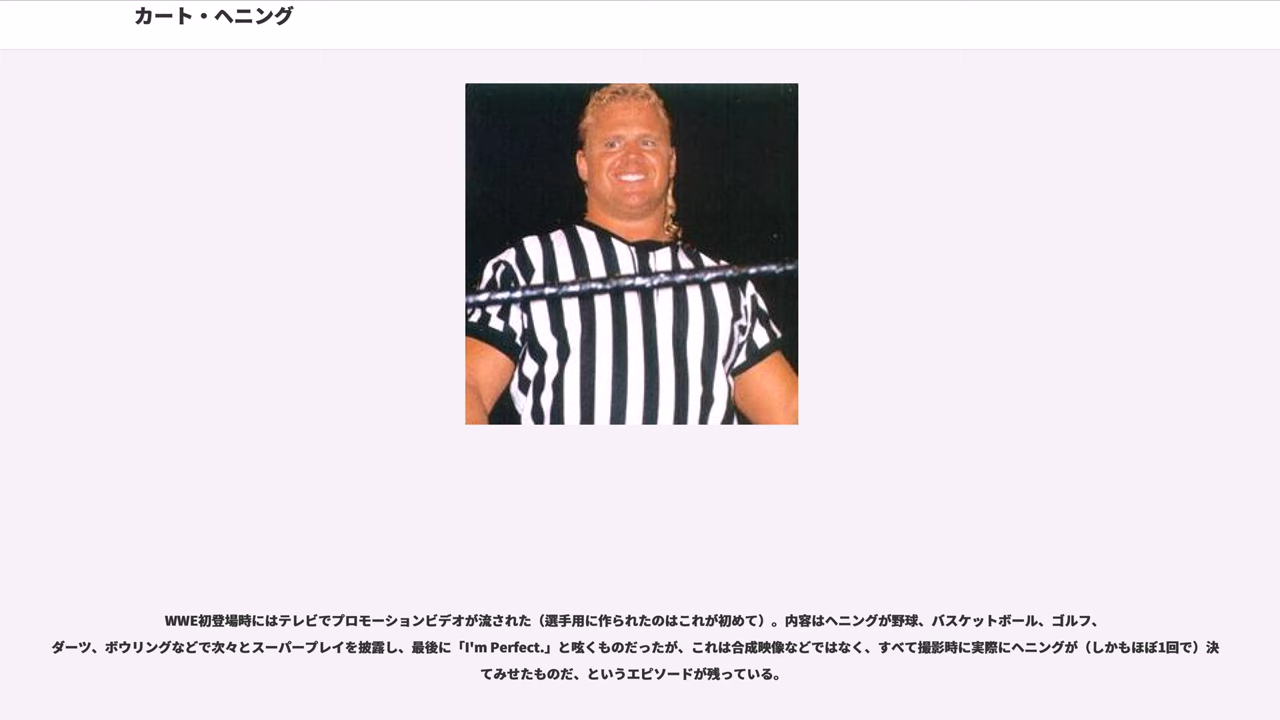 カート・ヘニング
WWE初登場時にはテレビでプロモーションビデオが流された（選手用に作られたのはこれが初めて）。内容はヘニングが野球、バスケットボール、ゴルフ、
ダーツ、ボウリングなどで次々とスーパープレイを披露し、最後に「I'm Perfect.」と呟くものだったが、これは合成映像などではなく、すべて撮影時に実際にヘニングが（しかもほぼ1回で）決
てみせたものだ、というエピソードが残っている。